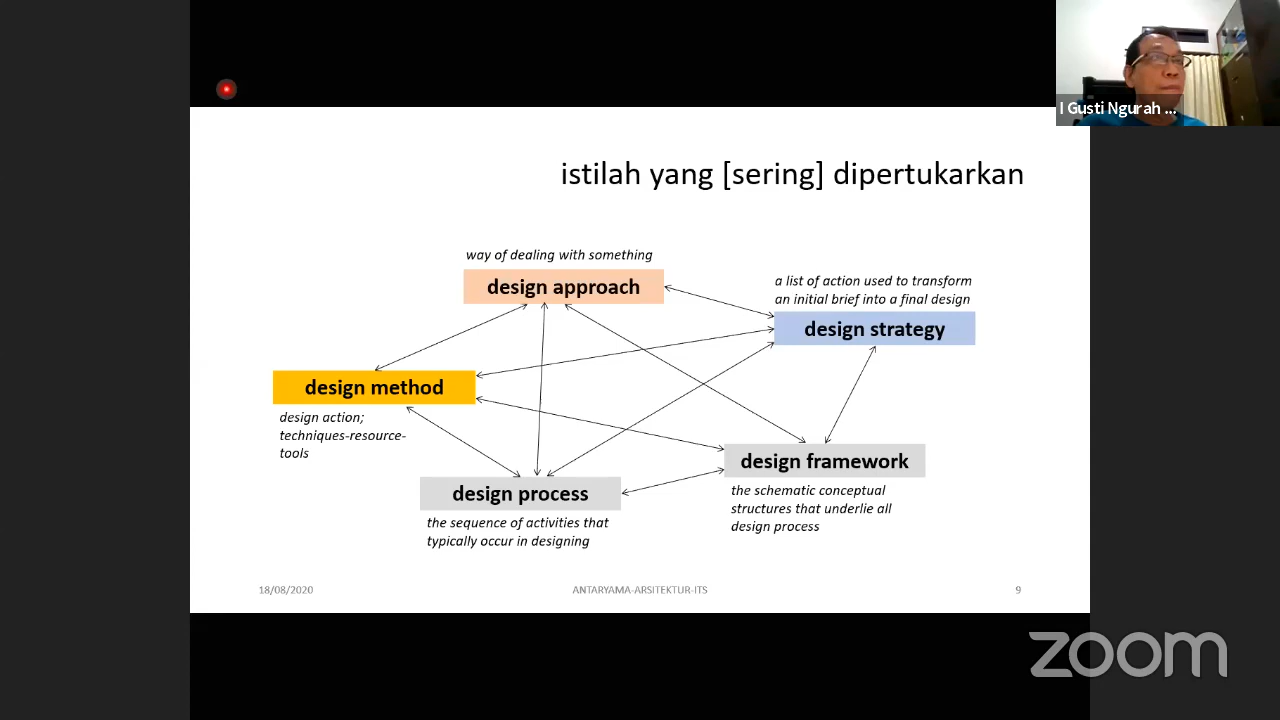 I Gusti Ngurah ...
istilah yang [sering] dipertukarkan
way of dealing with something
design approach
a list of action used to transform
an initial brief into a final design
design strategy
design method
design action;
techniques-resource-
tools
design framework
the schematic conceptual
structures that underlie all
design process
design process
the sequence of activities that
typically occur in designing
18/08/2020
ANTARYAMA-ARSITEKTUR-ITS
9
zoom